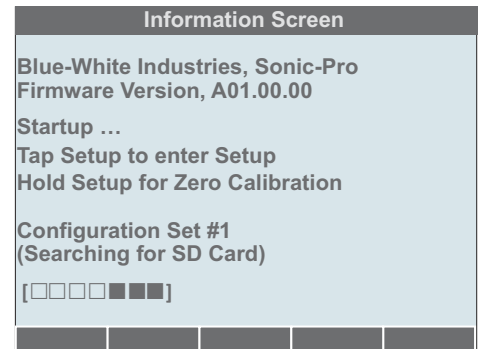 Information Screen
Blue-White Industries, Sonic-Pro
Firmware Version, A01.00.00
Startup …
Tap Setup to enter Setup
Hold Setup for Zero Calibration
Configuration Set #1
(Searching for SD Card)
[□□□□■■■]